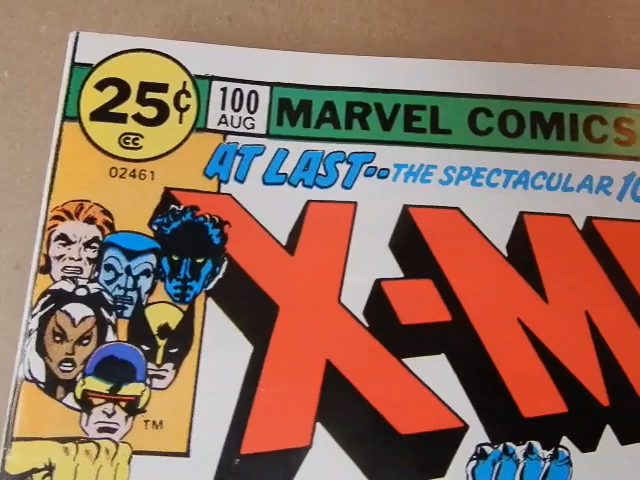 25¢
CC
02461
100
AUG
MARVEL COMICS
AT LAST--THE SPECTACULAR
X-M
TM